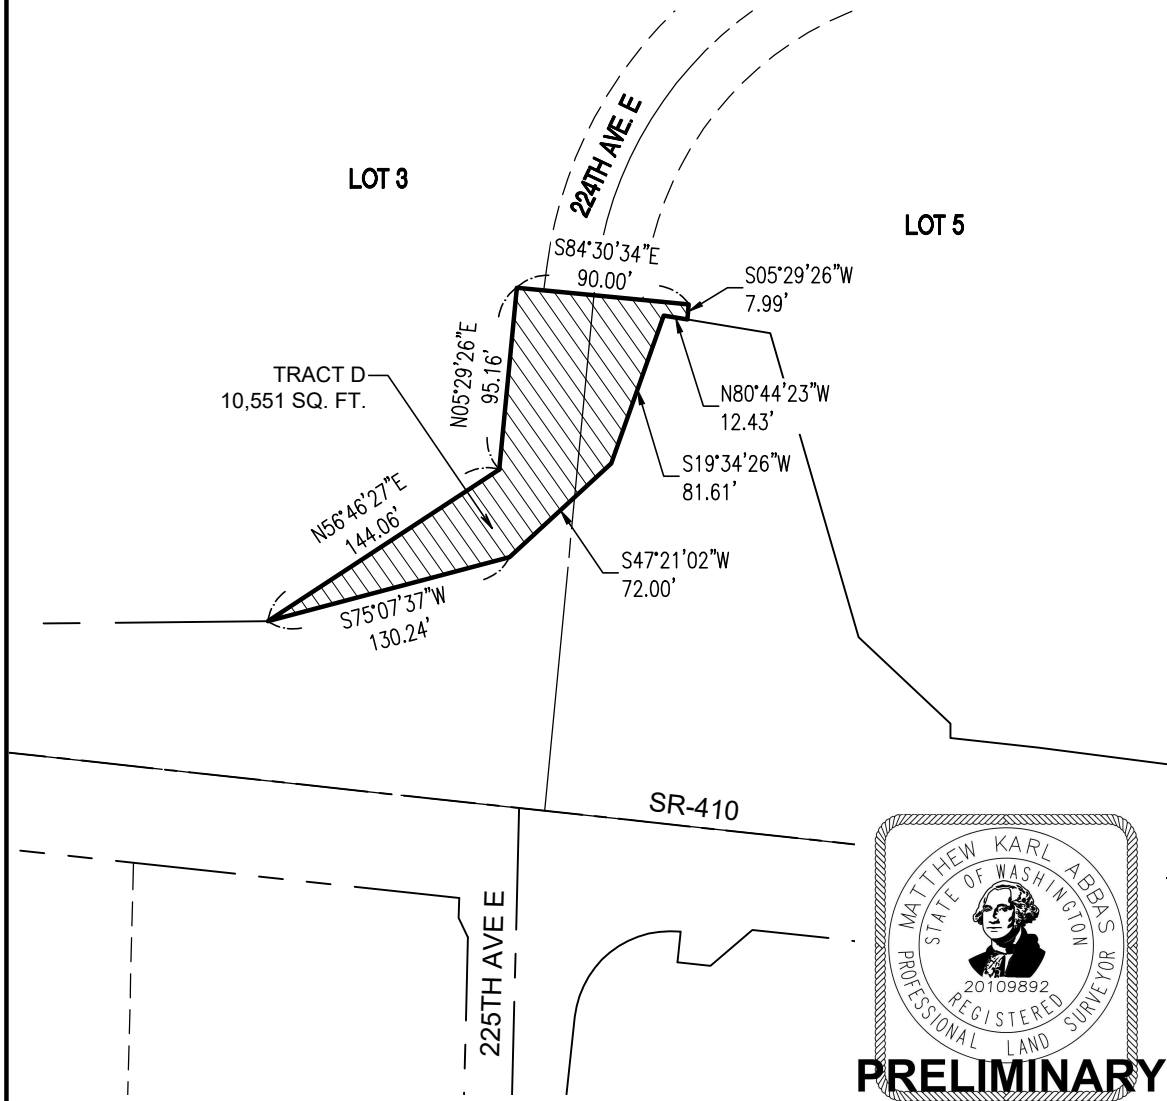 224TH AVE. E
LOT 3
LOT 5
S84°30'34"E
90.00'
S05°29'26"W
7.99'
N05°29'26"E
95.16'
TRACT D
10,551 SQ. FT.
N80°44'23"W
12.43'
S19°34'26"W
81.61'
N56°46'27"E
144.06'
S47°21'02"W
72.00'
S75°07'37"W
130.24'
SR-410
225TH AVE E
MATTHEW KARL ABBAS
STATE OF WASHINGTON
20109892
REGISTERED
PROFESSIONAL LAND SURVEYOR
PRELIMINARY